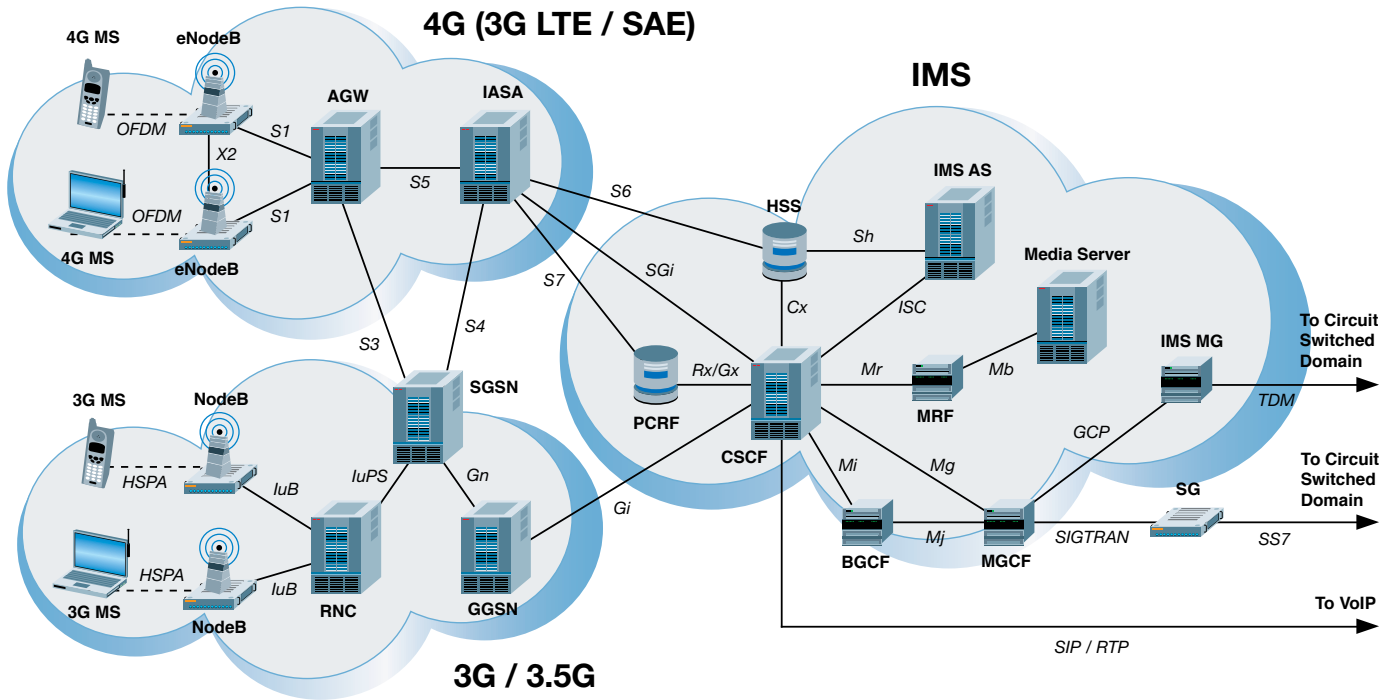 4G (3G LTE / SAE)
4G MS
eNodeB
OFDM
S1
AGW
IASA
X2
S5
OFDM
S1
4G MS
eNodeB
S6
S7
SGi
S3
S4
IMS
IMS AS
HSS
Sh
Media Server
Cx
ISC
To Circuit
Switched
Domain
IMS MG
Rx/Gx
Mr
Mb
TDM
PCRF
CSCF
MRF
GCP
Mi
Mg
To Circuit
Switched
Domain
SG
BGCF
Mj
MGCF
SIGTRAN
SS7
To VoIP
SIP / RTP
SGSN
3G MS
NodeB
HSPA
IuB
IuPS
Gn
Gi
HSPA
IuB
3G MS
NodeB
RNC
GGSN
3G / 3.5G